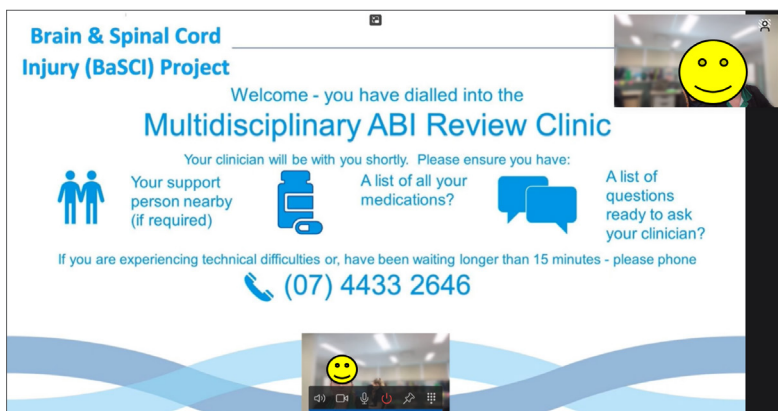 Brain & Spinal Cord
Injury (BaSCI) Project
Welcome - you have dialled into the
Multidisciplinary ABI Review Clinic
Your clinician will be with you shortly. Please ensure you have:
Your support
person nearby
(if required)
A list of all your
medications?
A list of
questions
ready to ask
your clinician?
If you are experiencing technical difficulties or, have been waiting longer than 15 minutes - please phone
(07) 4433 2646